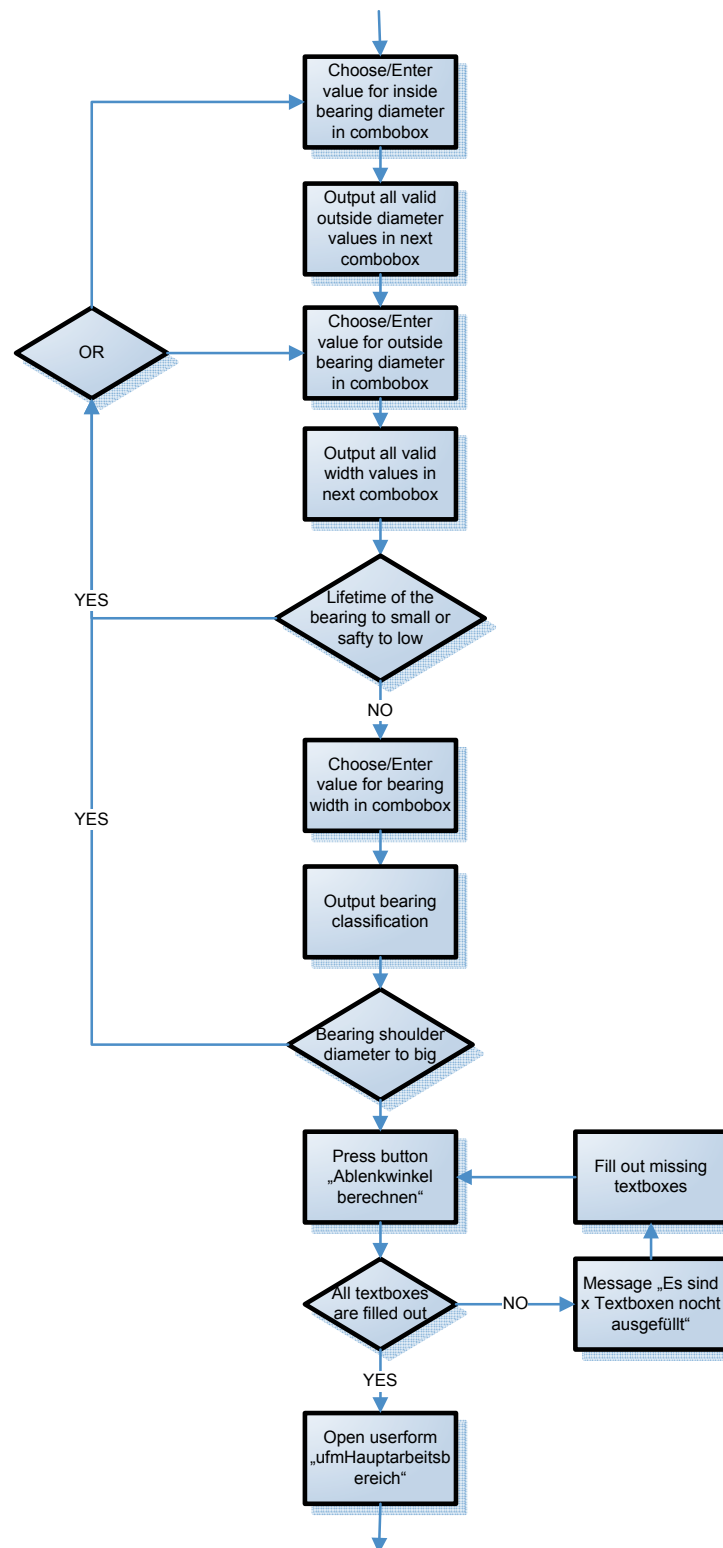 Choose/Enter
value for inside
bearing diameter
in combobox
Output all valid
outside diameter
values in next
combobox
OR
Choose/Enter
value for outside
bearing diameter
in combobox
Output all valid
width values in
next combobox
Lifetime of the
bearing to small or
safty to low
YES
NO
Choose/Enter
value for bearing
width in combobox
YES
Output bearing
classification
Bearing shoulder
diameter to big
Press button
„Ablenkwinkel
berechnen“
Fill out missing
textboxes
All textboxes
are filled out
NO
Message „Es sind
x Textboxen nocht
ausgefüllt“
YES
Open userform
„ufmHauptarbeitsb
ereich“